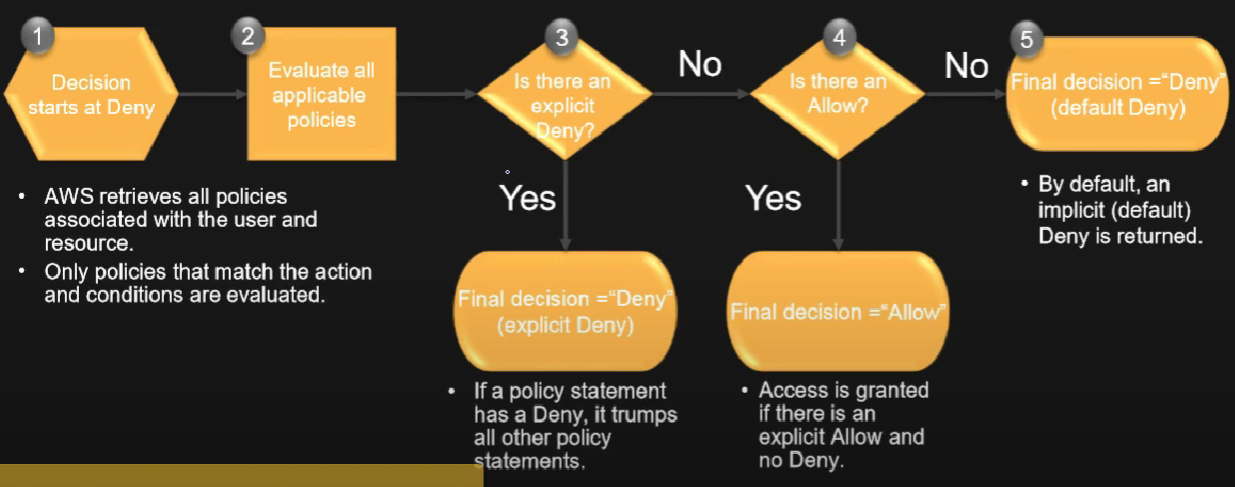 1
Decision
starts at Deny
2
Evaluate all
applicable
policies
3
Is there an
explicit
Deny?
No
4
Is there an
Allow?
No
5
Final decision =“Deny”
(default Deny)
• AWS retrieves all policies
associated with the user and
resource.
• Only policies that match the action
and conditions are evaluated.
Yes
Final decision =“Deny”
(explicit Deny)
• If a policy statement
has a Deny, it trumps
all other policy
statements.
Yes
Final decision =“Allow”
• Access is granted
if there is an
explicit Allow and
no Deny.
• By default, an
implicit (default)
Deny is returned.